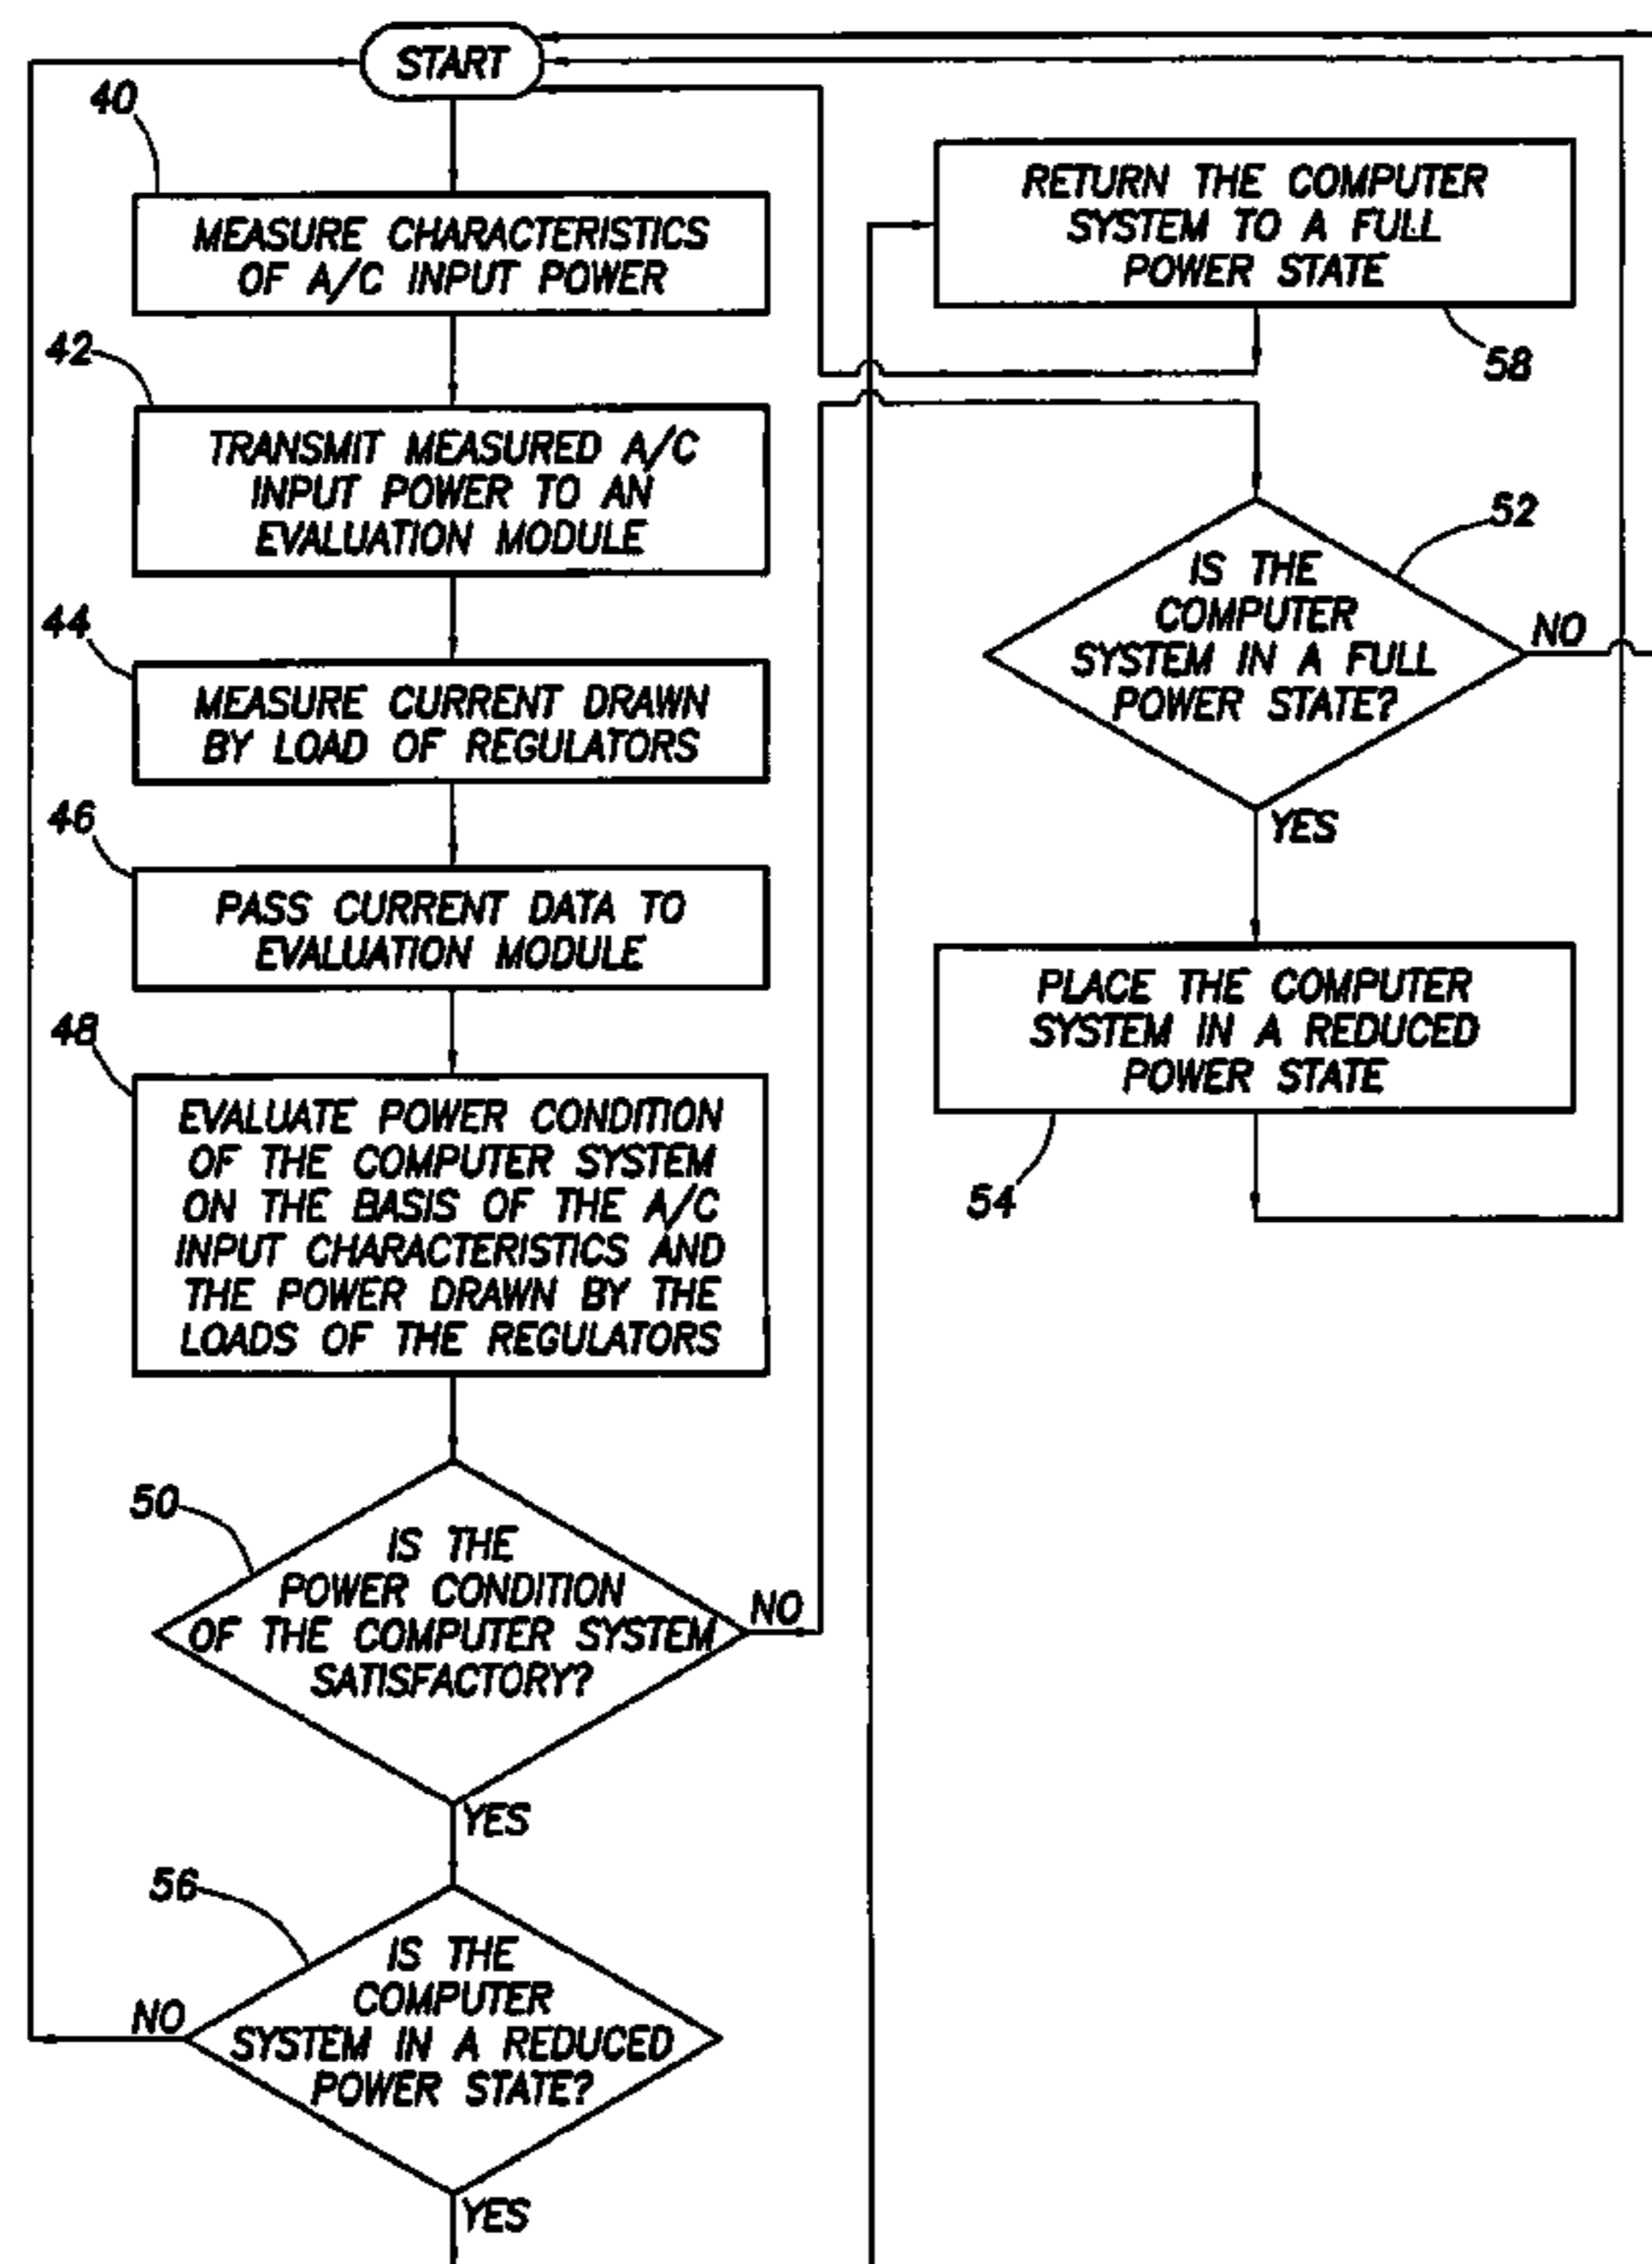 START
40
MEASURE CHARACTERISTICS
OF A/C INPUT POWER
42
TRANSMIT MEASURED A/C
INPUT POWER TO AN
EVALUATION MODULE
44
MEASURE CURRENT DRAWN
BY LOAD OF REGULATORS
46
PASS CURRENT DATA TO
EVALUATION MODULE
48
EVALUATE POWER CONDITION
OF THE COMPUTER SYSTEM
ON THE BASIS OF THE A/C
INPUT CHARACTERISTICS AND
THE POWER DRAWN BY THE
LOADS OF THE REGULATORS
50
IS THE
POWER CONDITION
OF THE COMPUTER SYSTEM
SATISFACTORY?
NO
YES
56
IS THE
COMPUTER
SYSTEM IN A REDUCED
POWER STATE?
NO
YES
RETURN THE COMPUTER
SYSTEM TO A FULL
POWER STATE
58
52
IS THE
COMPUTER
SYSTEM IN A FULL
POWER STATE?
NO
YES
PLACE THE COMPUTER
SYSTEM IN A REDUCED
POWER STATE
54